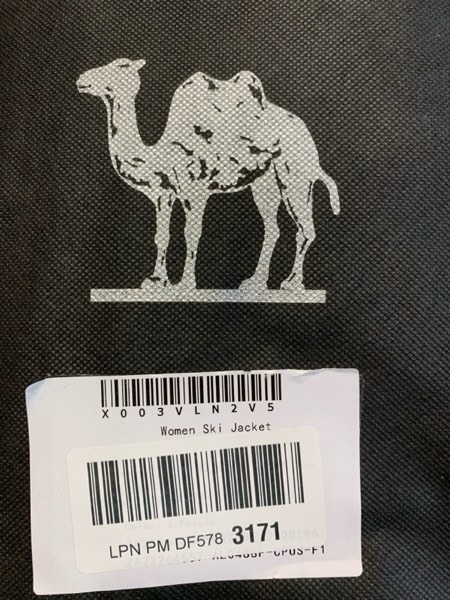 X003VLN2V5
Women Ski Jacket
LPN PM DF578 3171